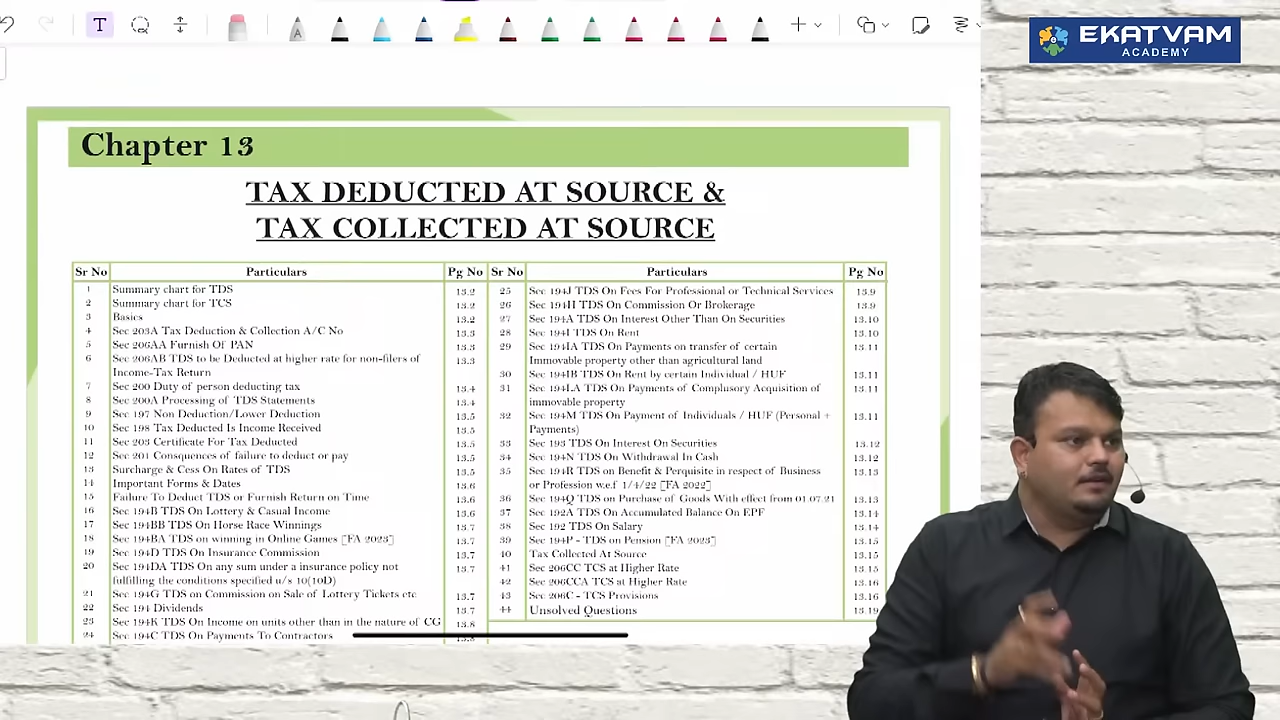 EKATVAM
ACADEMY
Chapter 13
TAX DEDUCTED AT SOURCE &
TAX COLLECTED AT SOURCE
Sr No Particulars Pg No Sr No Particulars Pg No
1 Summary chart for TDS 13.2
2 Summary chart for TCS 13.2
3 Basics 13.2
4 Sec 203A Tax Deduction & Collection A/C No 13.3
5 Sec 206AA Furnish Of PAN 13.3
6 Sec 206AB TDS to be Deducted at higher rate for non-filers of 13.3
Income-Tax Return
7 Sec 200 Duty of person deducting tax 13.4
8 Sec 200A Processing of TDS Statements 13.4
9 Sec 197 Non Deduction/Lower Deduction 13.5
10 Sec 198 Tax Deducted Is Income Received 13.5
11 Sec 203 Certificate For Tax Deducted 13.5
12 Sec 201 Consquences of failure to deduct or pay 13.5
13 Surcharge & Cess On Rates of TDS 13.5
14 Important Forms & Dates 13.6
15 Failure To Deduct TDS or Furnish Return on Time 13.6
16 Sec 194B TDS On Lottery & Casual Income 13.6
17 Sec 194BB TDS On Horse Race Winnings 13.7
18 Sec 194BA TDS on winning in Online Games [FA 2023] 13.7
19 Sec 194D TDS On Insurance Commission 13.7
20 Sec 194DA TDS On any sum under a insurance policy not 13.7
fulfilling the conditions specified u/s 10(10D)
21 Sec 194G TDS on Commission on Sale of Lottery Tickets etc 13.7
22 Sec 194 Dividends 13.7
23 Sec 194K TDS On Income on units other than in the nature of CG 13.8
24 Sec 194C TDS On Payments To Contractors 13.8
25 Sec 194J TDS On Fees For Professional or Technical Services 13.9
26 Sec 194H TDS On Commission Or Brokerage 13.9
27 Sec 194A TDS On Interest Other Than On Securities 13.10
28 Sec 194I TDS On Rent 13.10
29 Sec 194IA TDS On Payments on transfer of certain 13.11
Immovable property other than agricultural land
30 Sec 194IB TDS On Rent by certain Individual / HUF 13.11
31 Sec 194LA TDS On Payments of Complusory Acquisition of 13.11
immovable property
32 Sec 194M TDS On Payment of Individuals / HUF (Personal + 13.11
Payments)
33 Sec 193 TDS On Interest On Securities 13.12
34 Sec 194N TDS On Withdrawal In Cash 13.12
35 Sec 194R TDS on Benefit & Perquisite in respect of Business 13.13
or Profession w.e.f 1/4/22 [FA 2022]
36 Sec 194Q TDS on Purchase of Goods With effect from 01.07.21 13.13
37 Sec 192A TDS On Accumulated Balance On EPF 13.14
38 Sec 192 TDS On Salary 13.14
39 Sec 194P - TDS on Pension [FA 2023] 13.15
40 Tax Collected At Source 13.15
41 Sec 206CC TCS at Higher Rate 13.15
42 Sec 206CCA TCS at Higher Rate 13.16
43 Sec 206C - TCS Provisions 13.16
44 Unsolved Questions 13.19